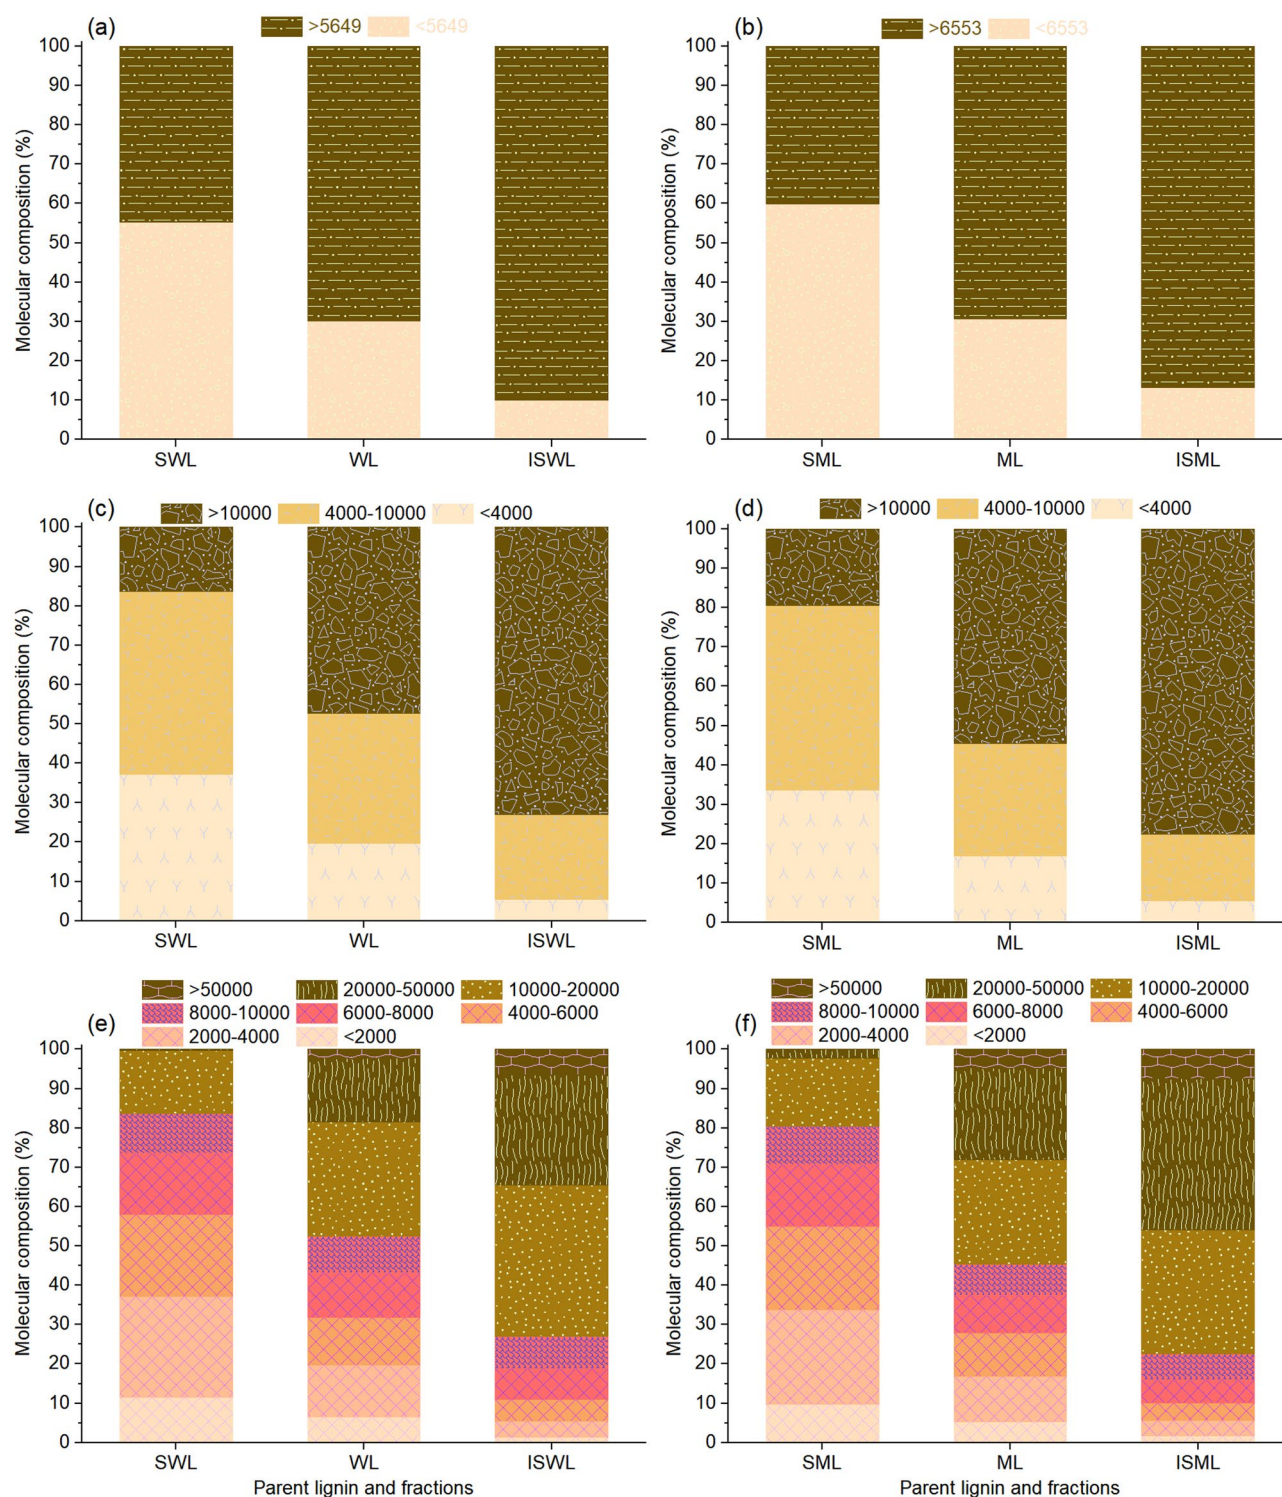 (a) >5649 <5649
100
90
80
70
60
50
40
30
20
10
0
Molecular composition (%)
SWL WL ISWL
(b) >6553 <6553
100
90
80
70
60
50
40
30
20
10
0
Molecular composition (%)
SML ML ISML
(c) >10000 4000-10000 <4000
100
90
80
70
60
50
40
30
20
10
0
Molecular composition (%)
SWL WL ISWL
(d) >10000 4000-10000 <4000
100
90
80
70
60
50
40
30
20
10
0
Molecular composition (%)
SML ML ISML
>50000 20000-50000 10000-20000
8000-10000 6000-8000 4000-6000
(e) 2000-4000 <2000
100
90
80
70
60
50
40
30
20
10
0
Molecular composition (%)
SWL WL ISWL
Parent lignin and fractions
>50000 20000-50000 10000-20000
8000-10000 6000-8000 4000-6000
(f) 2000-4000 <2000
100
90
80
70
60
50
40
30
20
10
0
Molecular composition (%)
SML ML ISML
Parent lignin and fractions